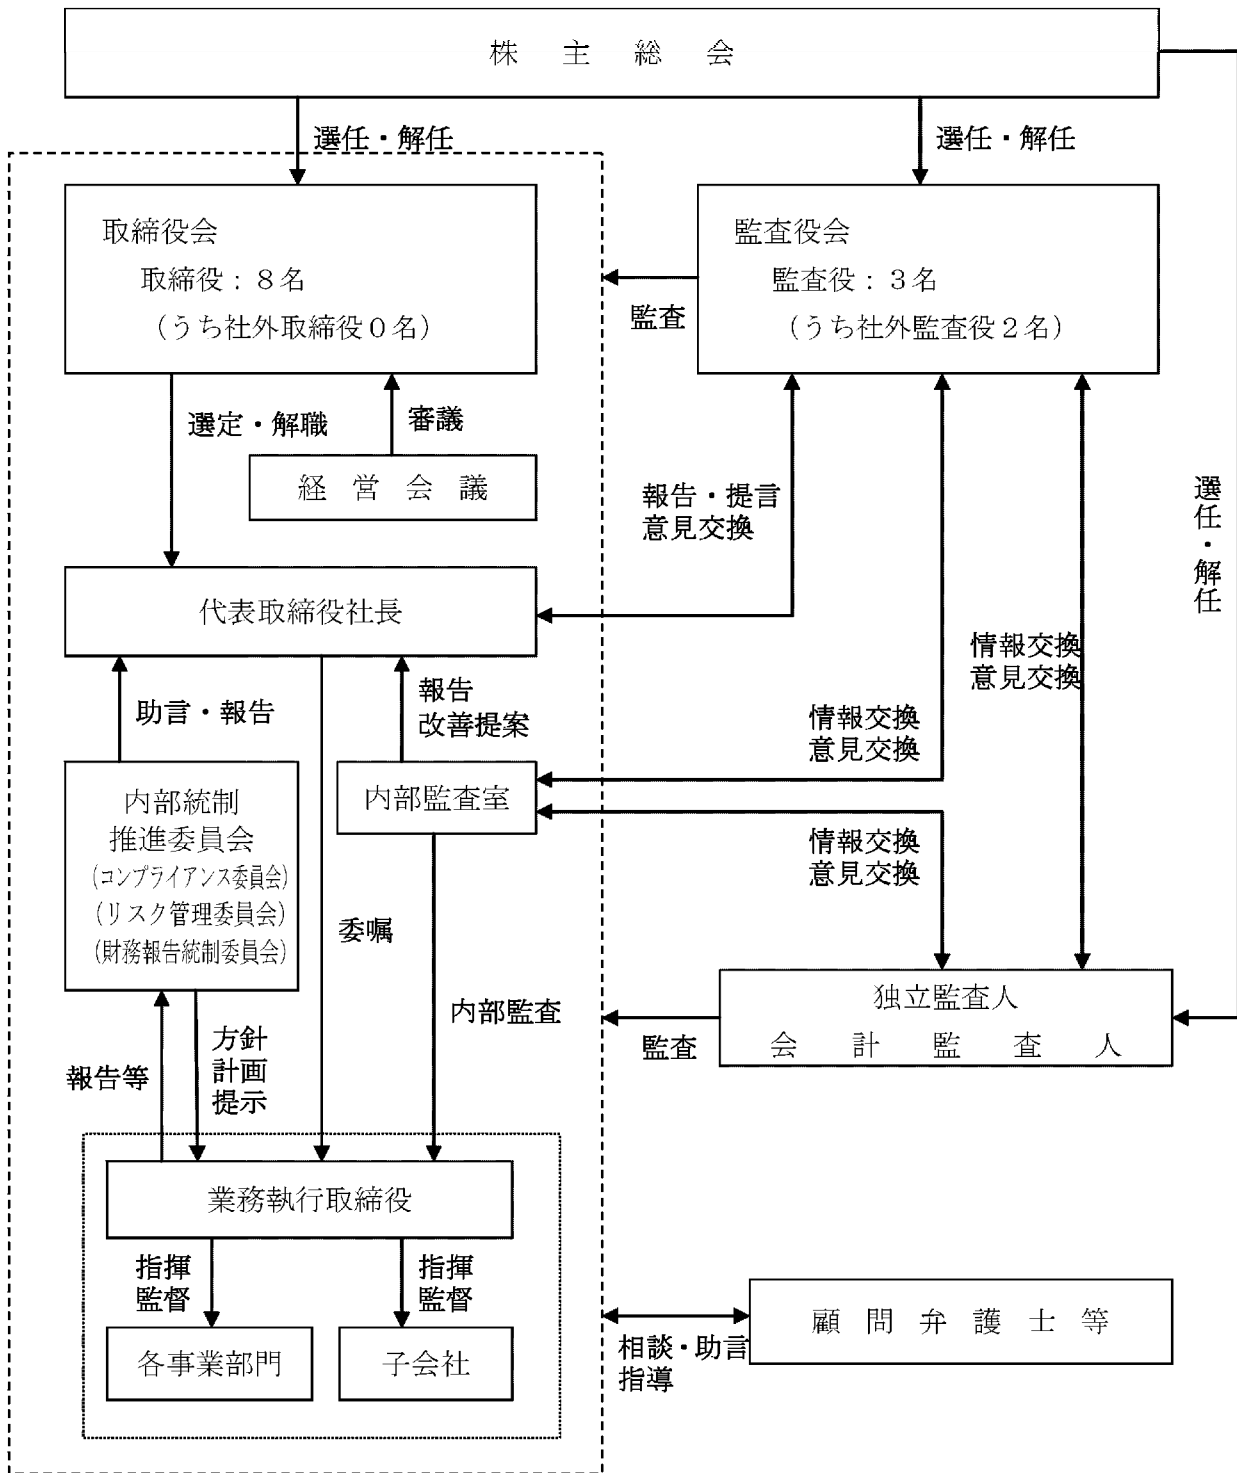 株主総会
選任・解任
選任・解任
取締役会
取締役：８名
（うち社外取締役０名）
監査役会
監査役：３名
（うち社外監査役２名）
監査
選定・解職
審議
経営会議
報告・提言
意見交換
選任・解任
代表取締役社長
情報交換
意見交換
助言・報告
報告
改善提案
情報交換
意見交換
内部統制
推進委員会
(コンプライアンス委員会)
(リスク管理委員会)
(財務報告統制委員会)
内部監査室
情報交換
意見交換
委嘱
内部監査
独立監査人
会計監査人
監査
報告等
方針
計画
提示
業務執行取締役
指揮
監督
指揮
監督
各事業部門
子会社
顧問弁護士等
相談・助言
指導